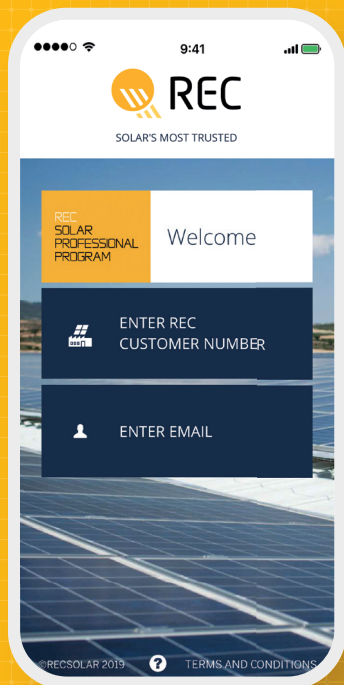 9:41
REC
SOLAR'S MOST TRUSTED
REC
SOLAR
PROFESSIONAL
PROGRAM
Welcome
ENTER REC
CUSTOMER NUMBER
ENTER EMAIL
©RECSOLAR 2019 ? TERMS AND CONDITIONS